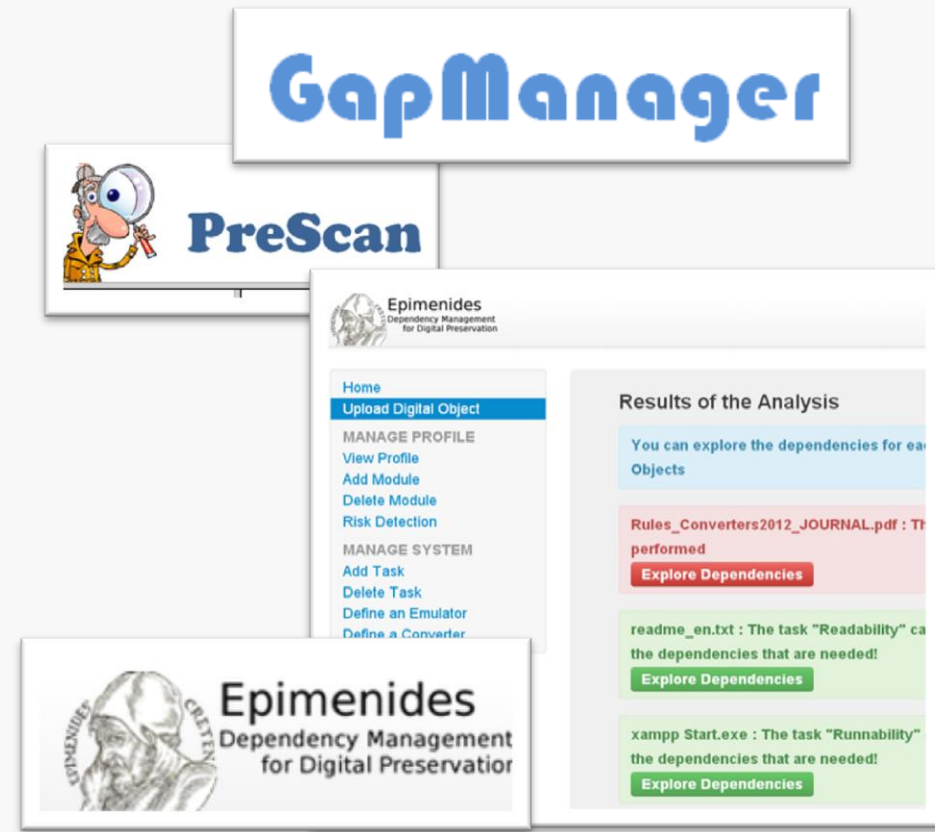 GapManager
PreScan
Epimenides
Dependency Management
for Digital Preservation
Home
Upload Digital Object
MANAGE PROFILE
View Profile
Add Module
Delete Module
Risk Detection
MANAGE SYSTEM
Add Task
Delete Task
Define an Emulator
Define a Converter
Results of the Analysis
You can explore the dependencies for
Objects
Rules_Converters2012_JOURNAL.pdf :
performed
Explore Dependencies
readme_en.txt : The task "Readability"
the dependencies that are needed!
Explore Dependencies
xampp Start.exe : The task "Runnability"
the dependencies that are needed!
Explore Dependencies
EPIMENIDES
Epimenides
Dependency Management
for Digital Preservation